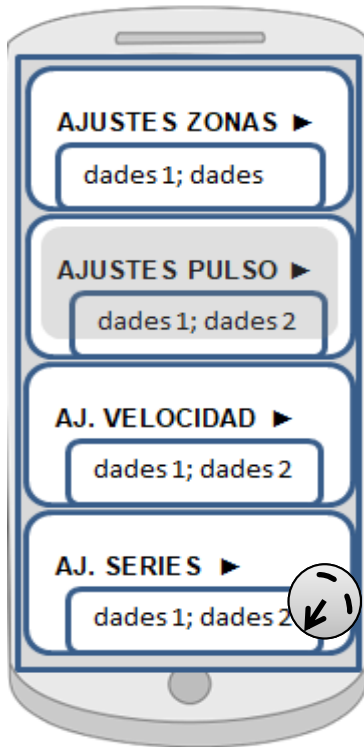 AJUSTES ZONAS ►
dades 1; dades
AJUSTES PULSO ►
dades 1; dades 2
AJ. VELOCIDAD ►
dades 1; dades 2
AJ. SERIES ►
dades 1; dades 2